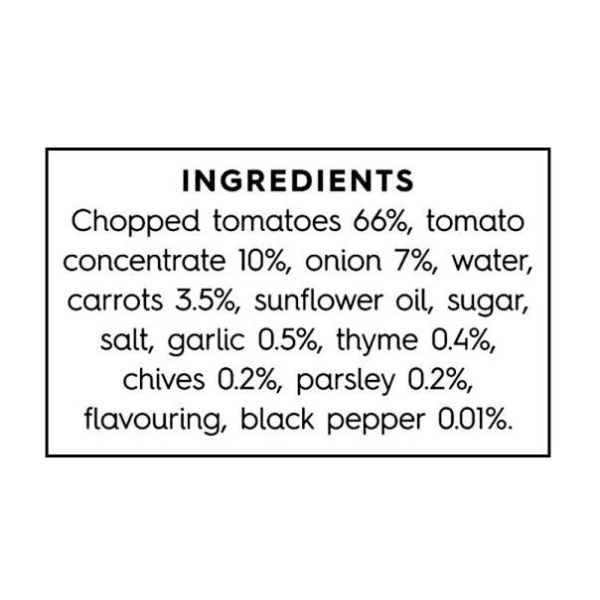 INGREDIENTS
Chopped tomatoes 66%, tomato
concentrate 10%, onion 7%, water,
carrots 3.5%, sunflower oil, sugar,
salt, garlic 0.5%, thyme 0.4%,
chives 0.2%, parsley 0.2%,
flavouring, black pepper 0.01%.